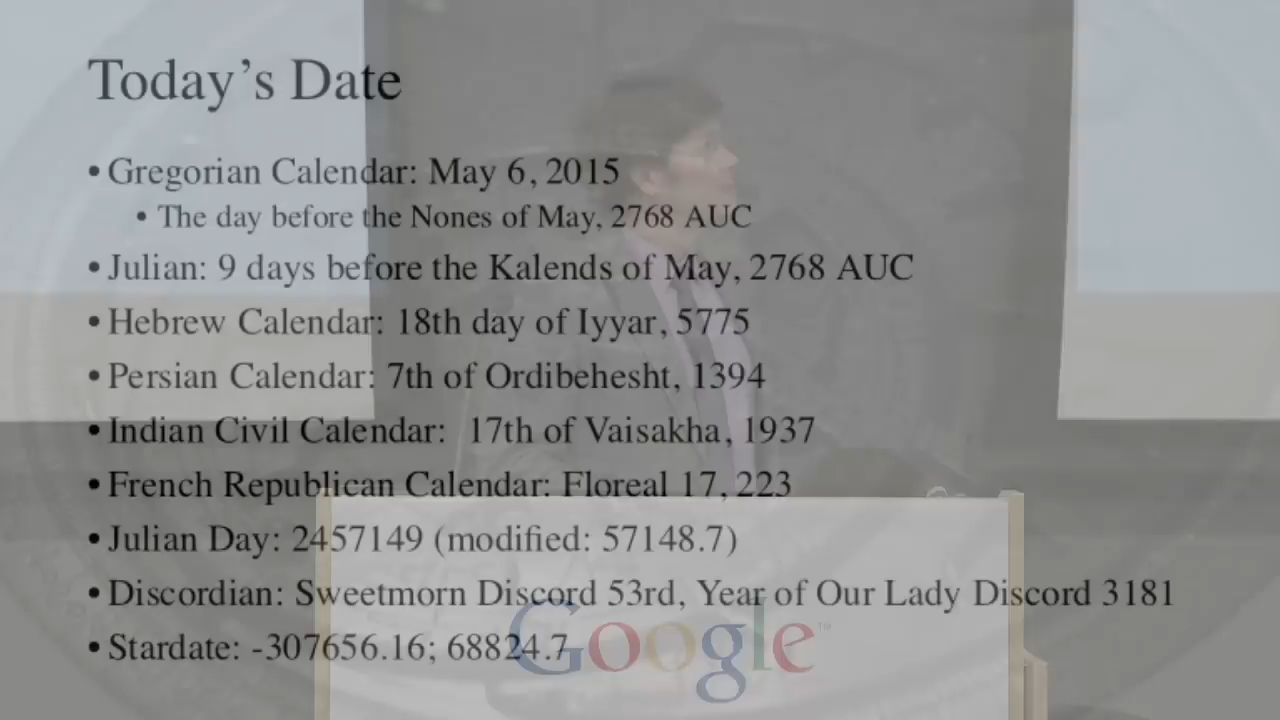 Today's Date
• Gregorian Calendar: May 6, 2015
• The day before the Nones of May, 2768 AUC
• Julian: 9 days before the Kalends of May, 2768 AUC
• Hebrew Calendar: 18th day of Iyyar, 5775
• Persian Calendar: 7th of Ordibehesht, 1394
• Indian Civil Calendar: 17th of Vaisakha, 1937
• French Republican Calendar: Floreal 17, 223
• Julian Day: 2457149 (modified: 57148.7)
• Discordian: Sweetmorn Discord 53rd, Year of Our Lady Discord 3181
• Stardate: -307656.16; 68824.7
Google™